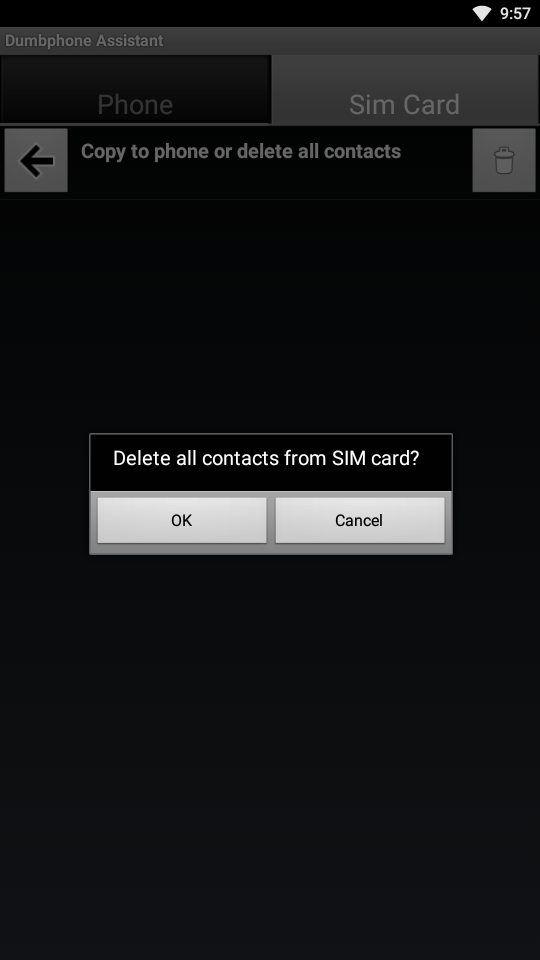 9:57
Dumbphone Assistant
Phone
Sim Card
Copy to phone or delete all contacts
Delete all contacts from SIM card?
OK
Cancel